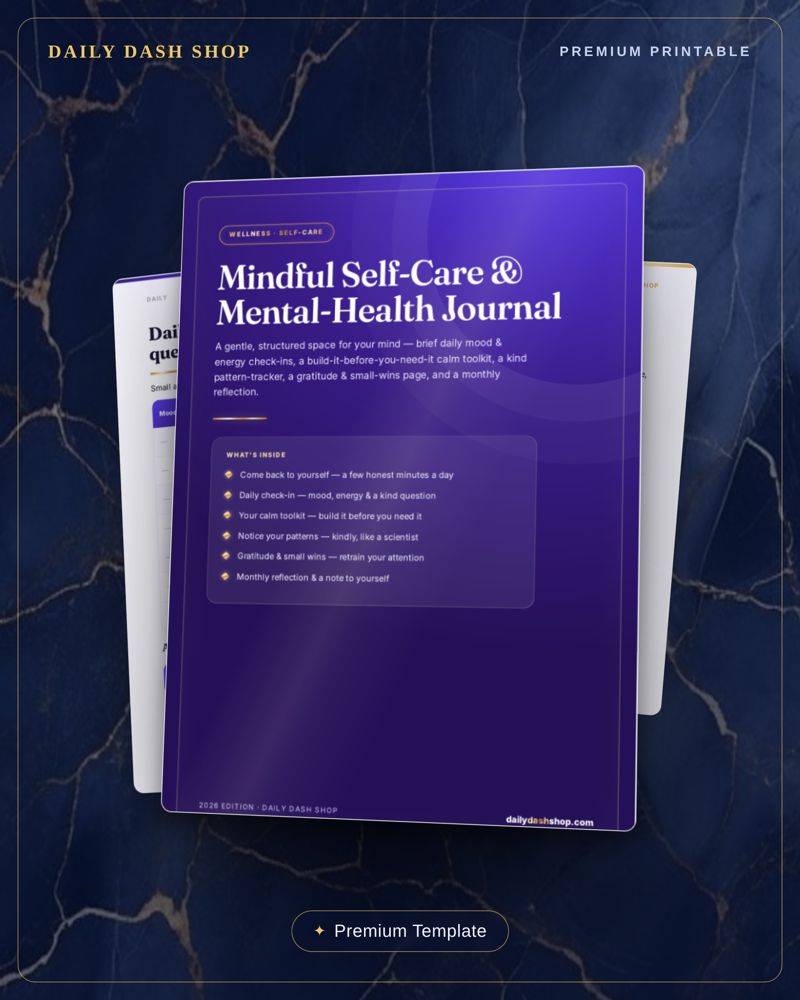 DAILY DASH SHOP
PREMIUM PRINTABLE
WELLNESS · SELF-CARE
Mindful Self-Care &
Mental-Health Journal
A gentle, structured space for your mind — brief daily mood &
energy check-ins, a build-it-before-you-need-it calm toolkit, a kind
pattern-tracker, a gratitude & small-wins page, and a monthly
reflection.
WHAT'S INSIDE
Come back to yourself — a few honest minutes a day
Daily check-in — mood, energy & a kind question
Your calm toolkit — build it before you need it
Notice your patterns — kindly, like a scientist
Gratitude & small wins — retrain your attention
Monthly reflection & a note to yourself
2026 EDITION · DAILY DASH SHOP
dailydashshop.com
DAILY
Small
SHOP
Premium Template